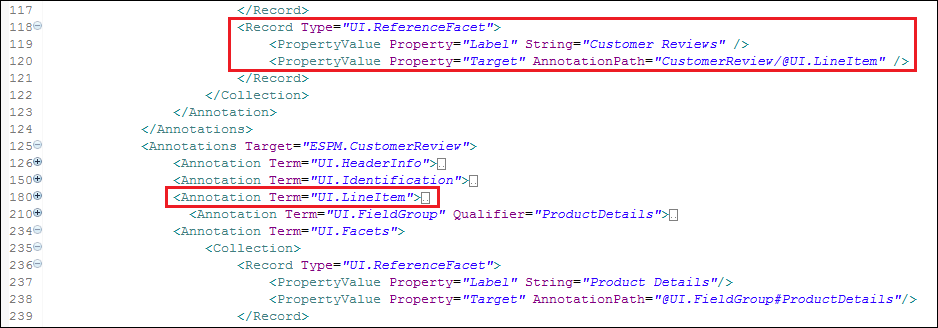 117 </Record>
118 <Record Type="UI.ReferenceFacet">
119 <PropertyValue Property="Label" String="Customer Reviews" />
120 <PropertyValue Property="Target" AnnotationPath="CustomerReview/@UI.LineItem" />
121 </Record>
122 </Collection>
123 </Annotation>
124 </Annotations>
125 <Annotations Target="ESPM.CustomerReview">
126 <Annotation Term="UI.HeaderInfo">
150 <Annotation Term="UI.Identification">
180 <Annotation Term="UI.LineItem">
210 <Annotation Term="UI.FieldGroup" Qualifier="ProductDetails">
234 <Annotation Term="UI.Facets">
235 <Collection>
236 <Record Type="UI.ReferenceFacet">
237 <PropertyValue Property="Label" String="Product Details"/>
238 <PropertyValue Property="Target" AnnotationPath="@UI.FieldGroup#ProductDetails"/>
239 </Record>